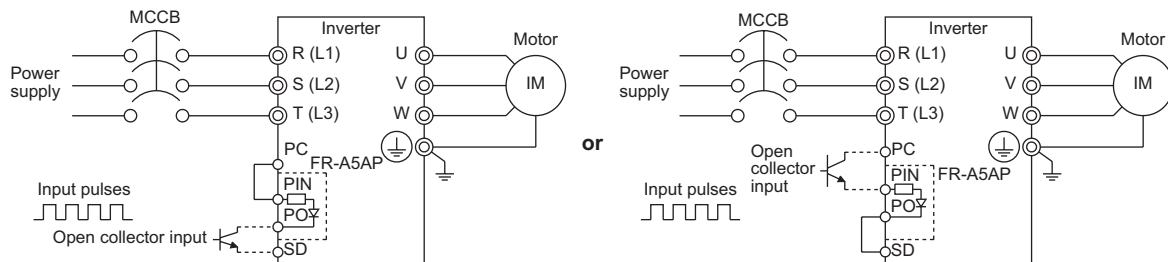 MCCB
Inverter
R (L1)
U
Motor
Power
supply
S (L2)
V
IM
T (L3)
W
PC
FR-A5AP
Input pulses
PIN
PO
Open collector input
SD
or
MCCB
Inverter
R (L1)
U
Motor
Power
supply
S (L2)
V
IM
T (L3)
W
PC
Open
collector
input
FR-A5AP
Input pulses
PIN
PO
SD